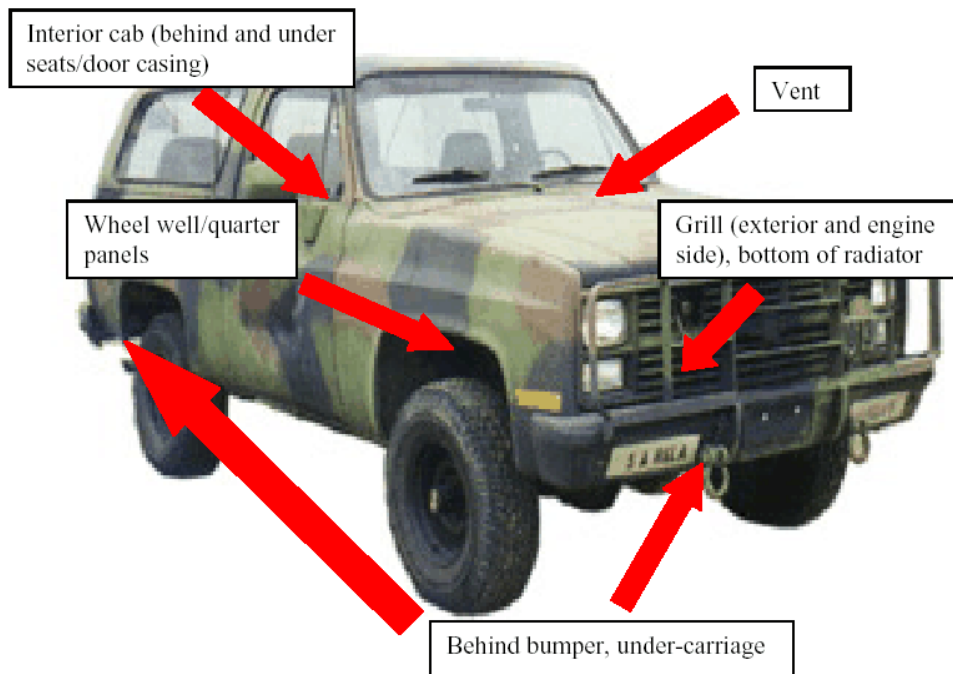 Interior cab (behind and under
seats/door casing)
Vent
Wheel well/quarter
panels
Grill (exterior and engine
side), bottom of radiator
Behind bumper, under-carriage